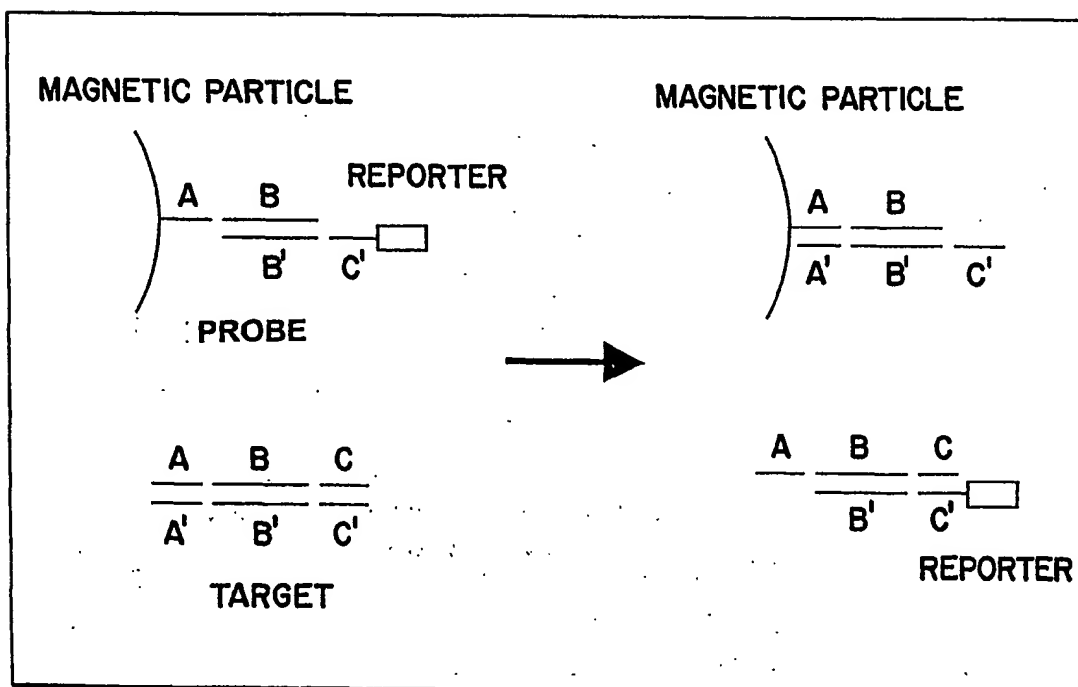 MAGNETIC PARTICLE
A B REPORTER
B' C'
PROBE
A B C
A' B' C'
TARGET
MAGNETIC PARTICLE
A B
A' B' C'
A B C
B' C'
REPORTER